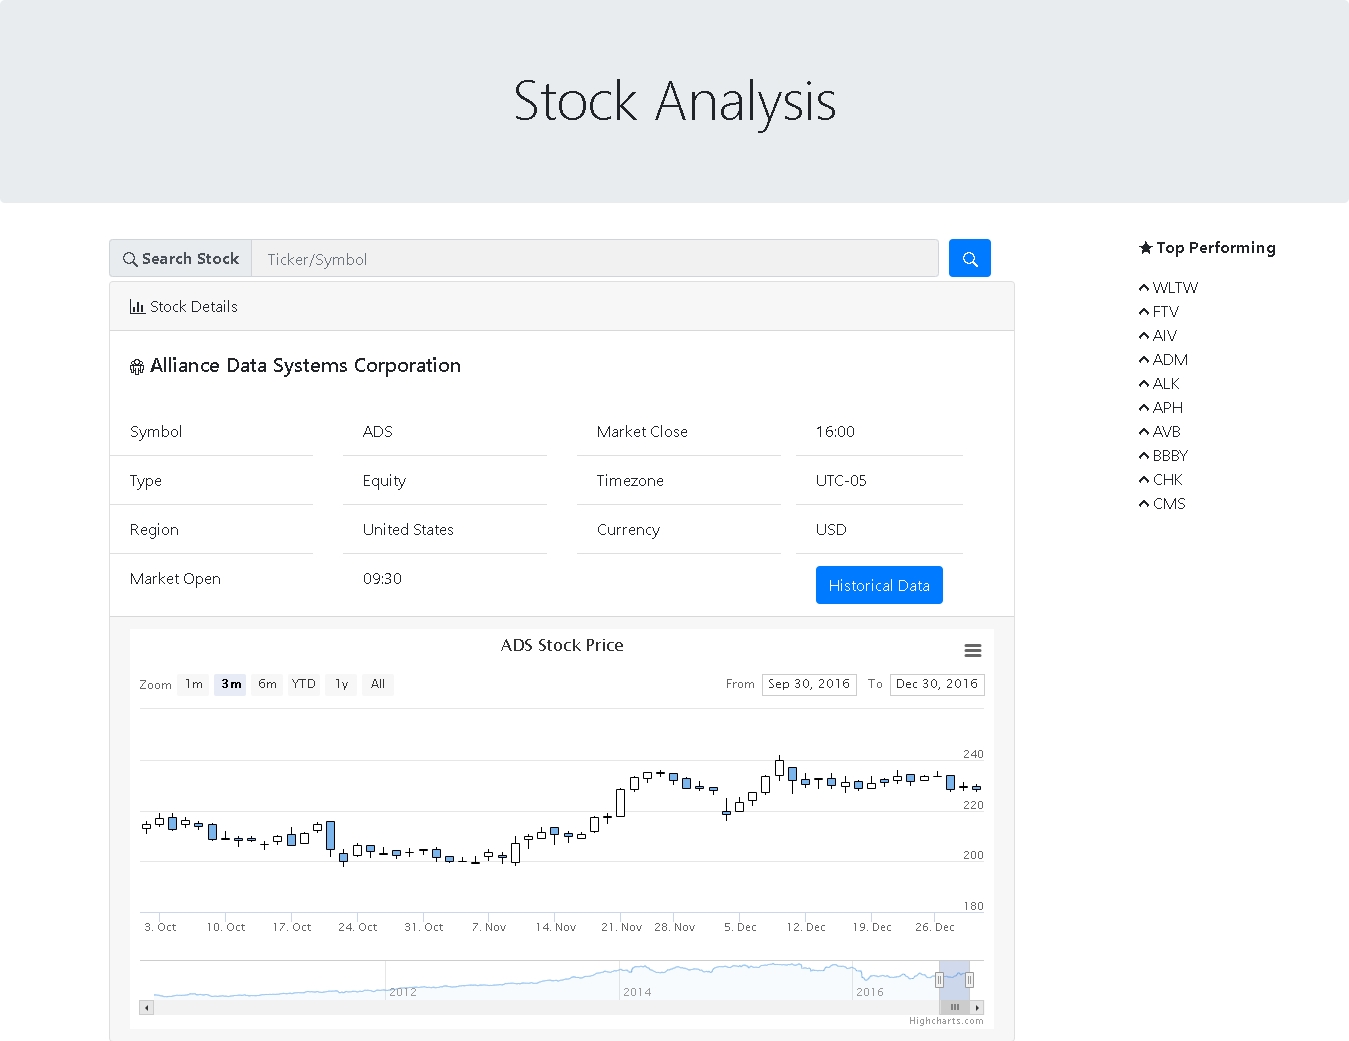 Stock Analysis
Search Stock Ticker/Symbol
Stock Details
Alliance Data Systems Corporation
Symbol ADS Market Close 16:00
Type Equity Timezone UTC-05
Region United States Currency USD
Market Open 09:30 Historical Data
ADS Stock Price
Zoom 1m 3m 6m YTD 1y All From Sep 30, 2016 To Dec 30, 2016
240
220
200
180
3. Oct 10. Oct 17. Oct 24. Oct 31. Oct 7. Nov 14. Nov 21. Nov 28. Nov 5. Dec 12. Dec 19. Dec 26. Dec
2012 2014 2016
Highcharts.com
Top Performing
WLTW
FTV
AIV
ADM
ALK
APH
AVB
BBBY
CHK
CMS